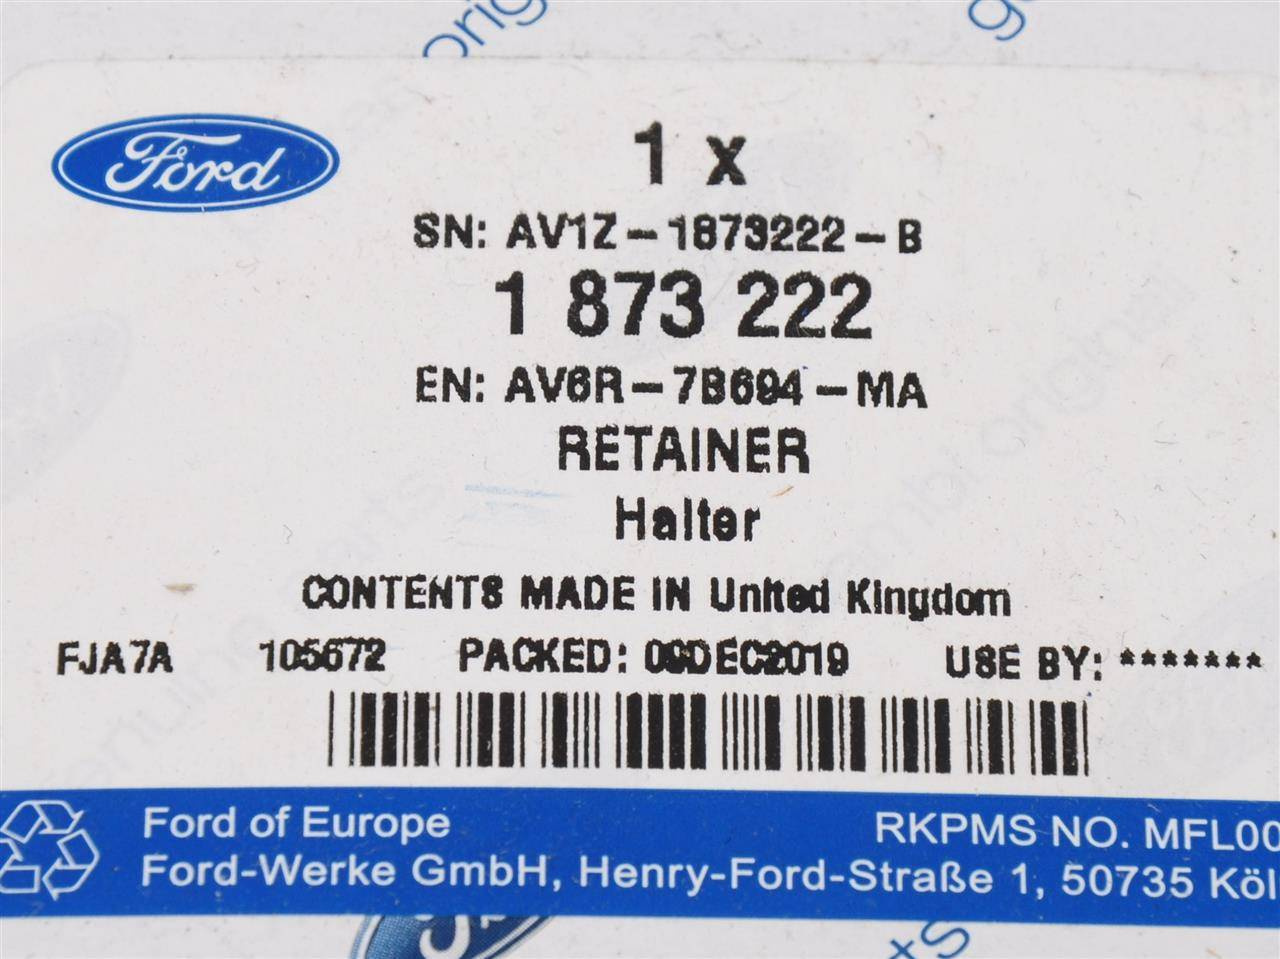 Ford
1 x
SN: AV1Z-1873222-B
1 873 222
EN: AV6R-7B694-MA
RETAINER
Halter
CONTENTS MADE IN United Kingdom
FJA7A 105672 PACKED: 09DEC2019 USE BY: *******
Ford of Europe RKPMS NO. MFL00
Ford-Werke GmbH, Henry-Ford-Straße 1, 50735 Köl